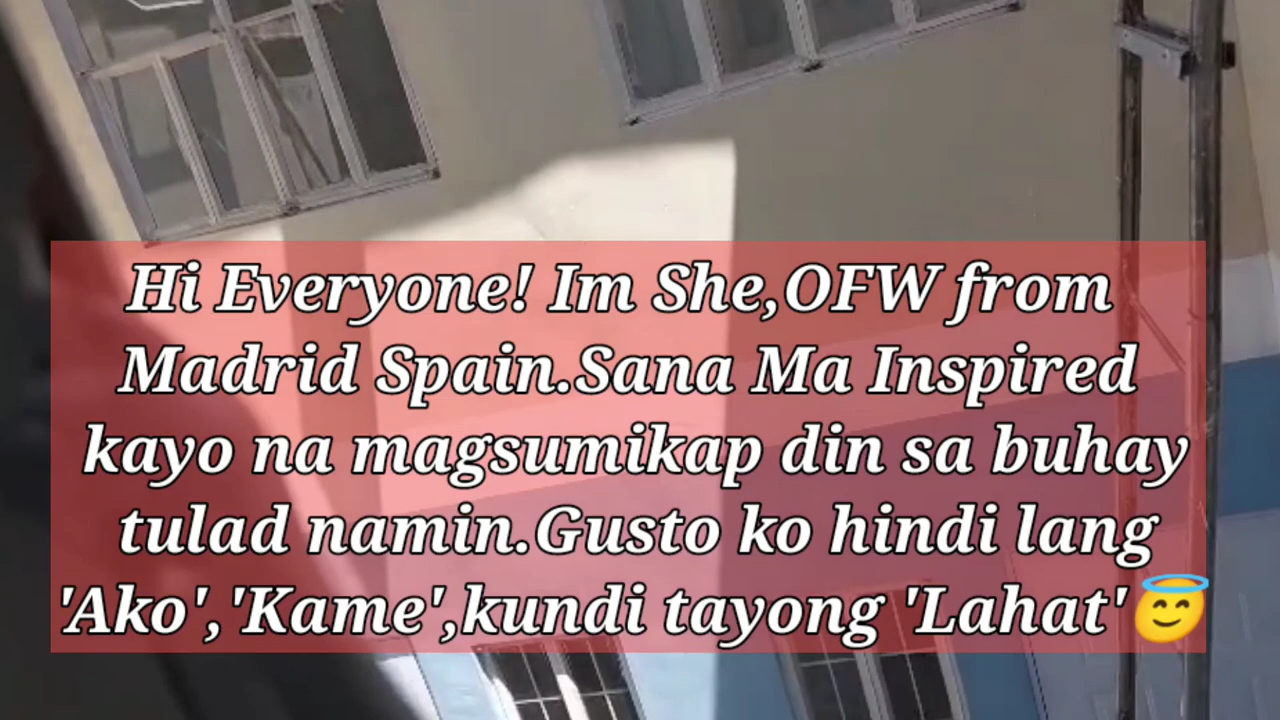 Hi Everyone! Im She,OFW from
Madrid Spain.Sana Ma Inspired
kayo na magsumikap din sa buhay
tulad namin.Gusto ko hindi lang
'Ako','Kame',kundi tayong 'Lahat'😇